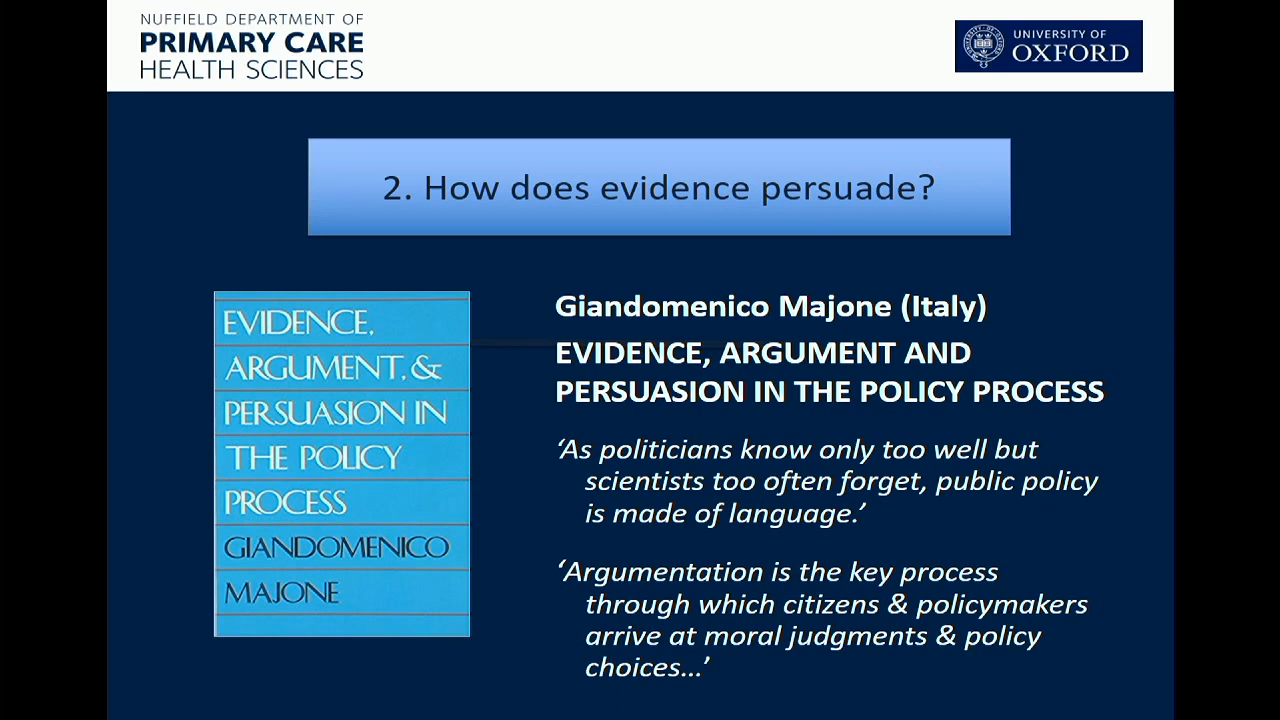 NUFFIELD DEPARTMENT OF
PRIMARY CARE
HEALTH SCIENCES
UNIVERSITY OF
OXFORD
2. How does evidence persuade?
EVIDENCE,
ARGUMENT, &
PERSUASION IN
THE POLICY
PROCESS
GIANDOMENICO
MAJONE
Giandomenico Majone (Italy)
EVIDENCE, ARGUMENT AND
PERSUASION IN THE POLICY PROCESS
‘As politicians know only too well but
scientists too often forget, public policy
is made of language.’
‘Argumentation is the key process
through which citizens & policymakers
arrive at moral judgments & policy
choices...’